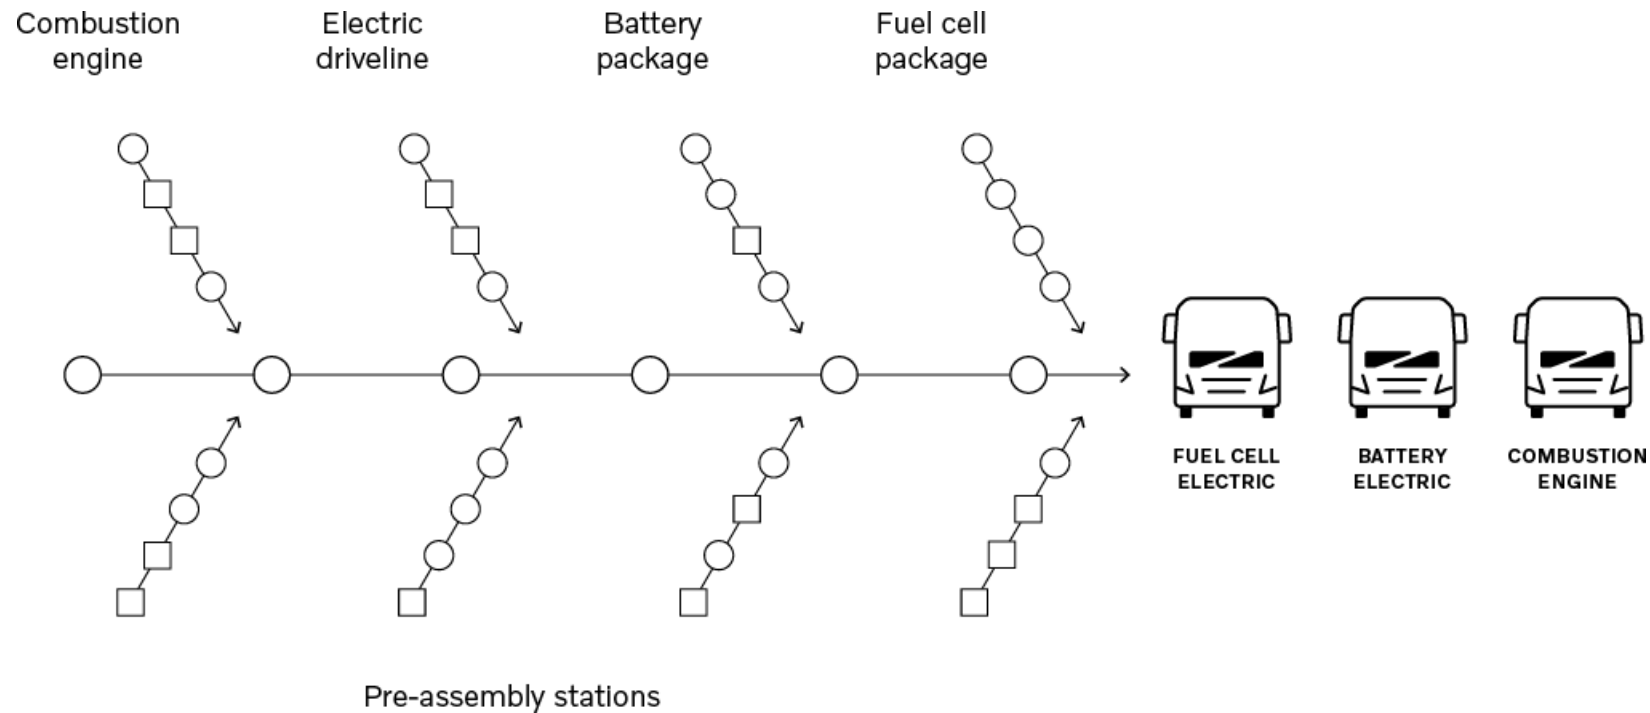 Combustion
engine
Electric
driveline
Battery
package
Fuel cell
package
FUEL CELL
ELECTRIC
BATTERY
ELECTRIC
COMBUSTION
ENGINE
Pre-assembly stations